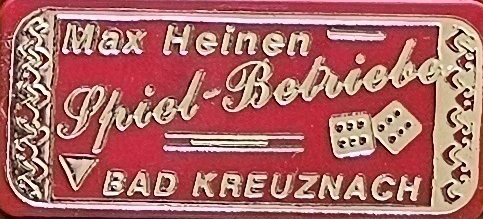 Max Heinen
Spiel-Betriebe
BAD KREUZNACH